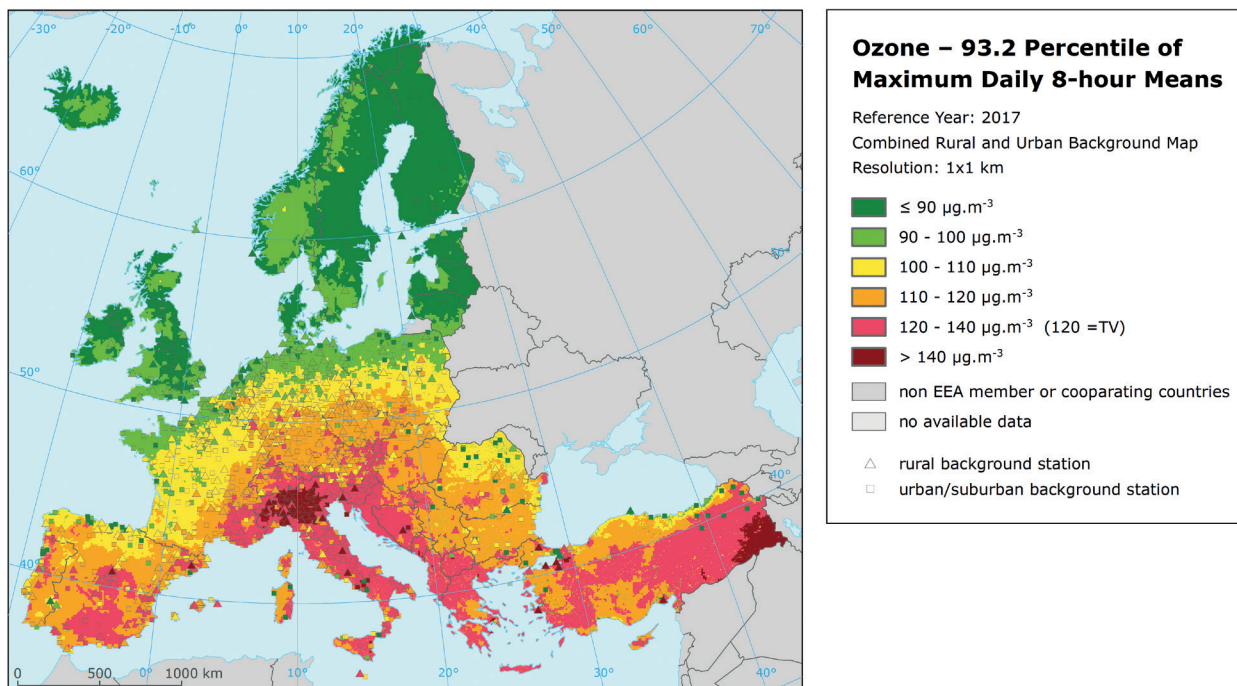 -30°
-20°
-10°
0°
10°
20°
30°
40°
50°
60°
70°
60°
50°
50°
40°
40°
0
500
1000 km
0°
10°
20°
30°
40°
Ozone – 93.2 Percentile of
Maximum Daily 8-hour Means
Reference Year: 2017
Combined Rural and Urban Background Map
Resolution: 1x1 km
≤ 90 µg.m⁻³
90 - 100 µg.m⁻³
100 - 110 µg.m⁻³
110 - 120 µg.m⁻³
120 - 140 µg.m⁻³ (120 =TV)
> 140 µg.m⁻³
non EEA member or cooparating countries
no available data
rural background station
urban/suburban background station